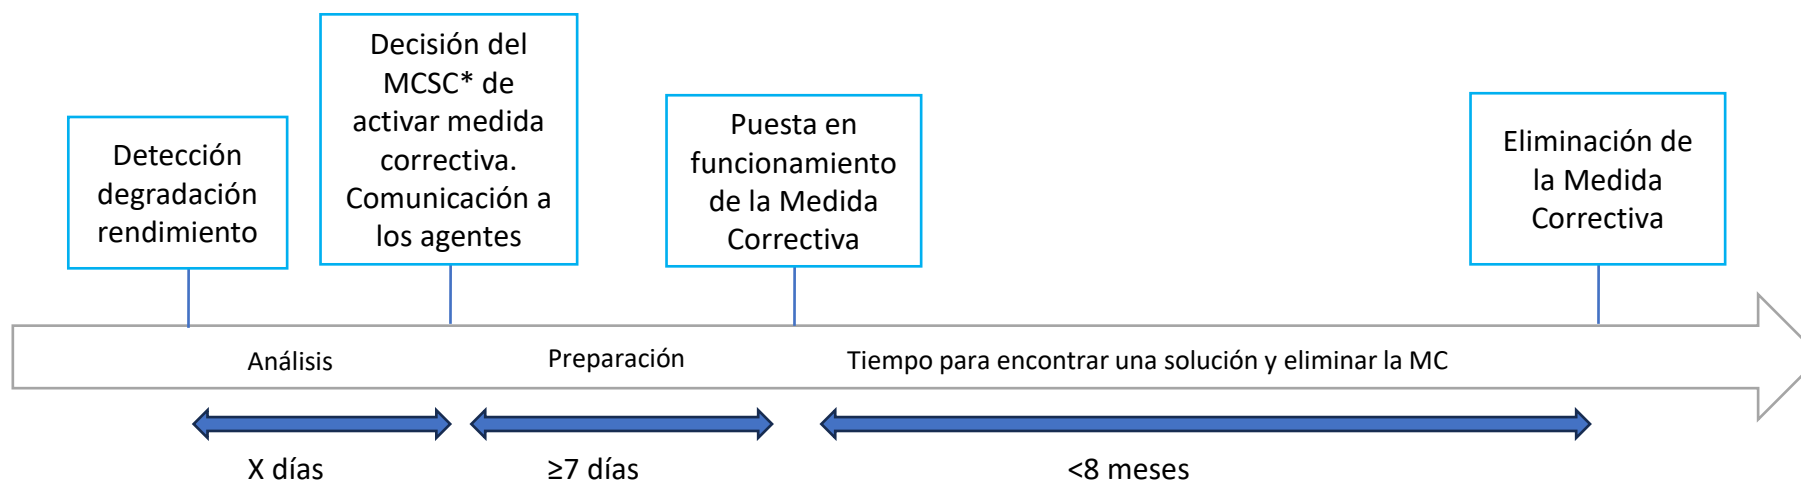 Detección
degradación
rendimiento
Decisión del
MCSC* de
activar medida
correctiva.
Comunicación a
los agentes
Puesta en
funcionamiento
de la Medida
Correctiva
Eliminación de
la Medida
Correctiva
Análisis
Preparación
Tiempo para encontrar una solución y eliminar la MC
X días
≥7 días
<8 meses